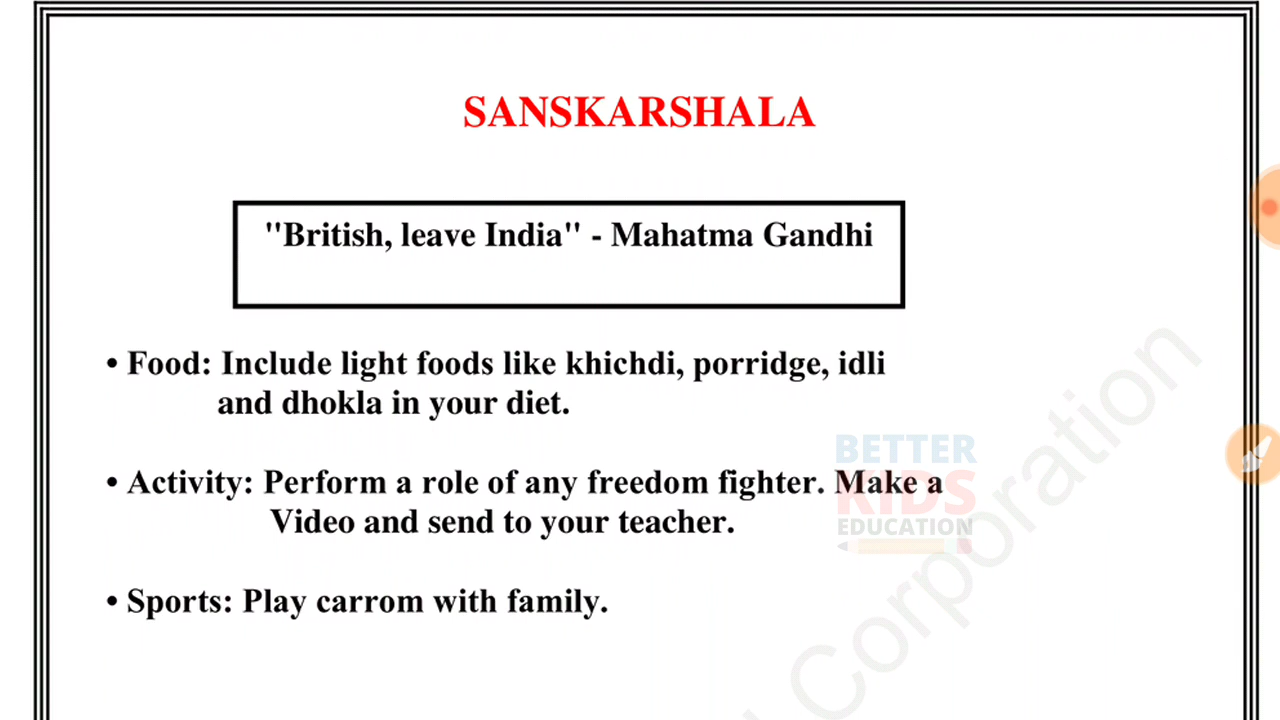 SANSKARSHALA
"British, leave India" - Mahatma Gandhi
• Food: Include light foods like khichdi, porridge, idli
and dhokla in your diet.
• Activity: Perform a role of any freedom fighter. Make a
Video and send to your teacher.
• Sports: Play carrom with family.
BETTER
KIDS
EDUCATION
Corporation